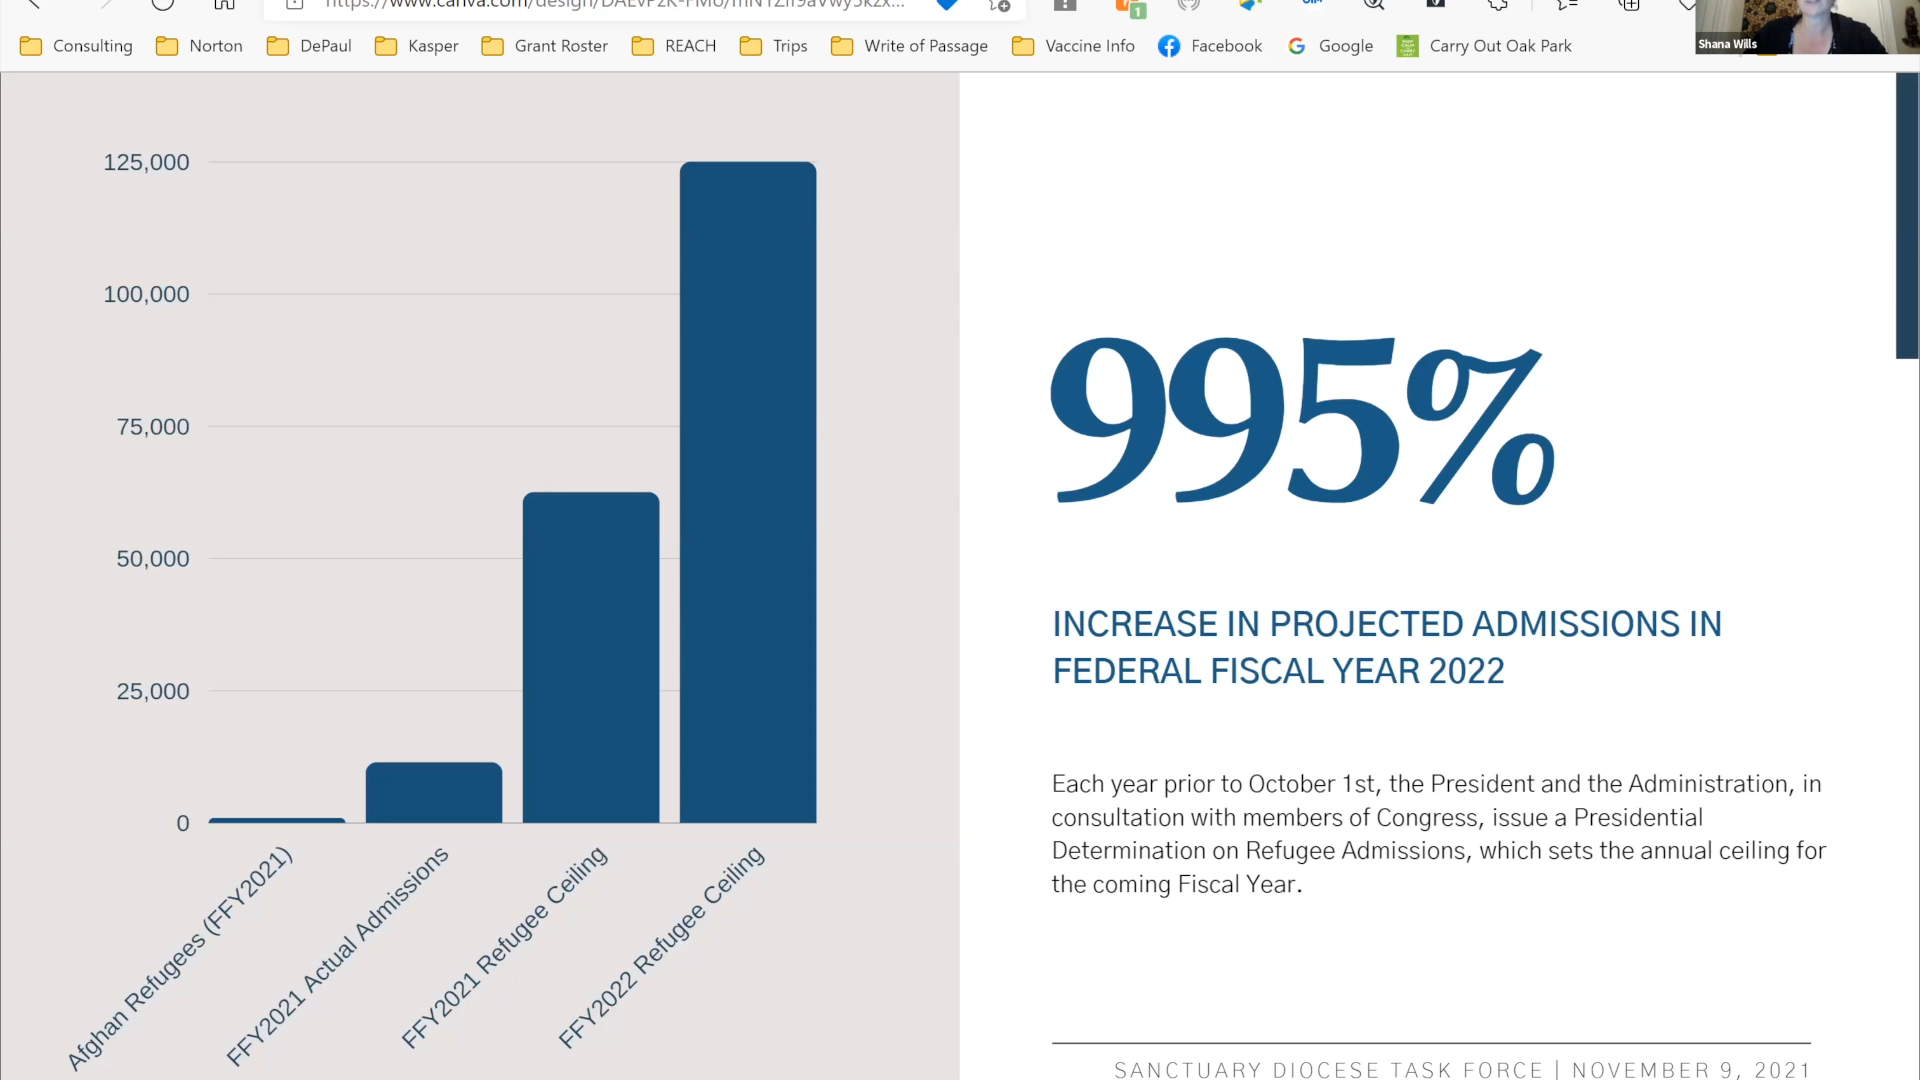 Consulting Norton DePaul Kasper Grant Roster REACH Trips Write of Passage Vaccine Info Facebook Google Carry Out Oak Park
Shana Wills
125,000
100,000
75,000
50,000
25,000
0
Afghan Refugees (FFY2021)
FFY2021 Actual Admissions
FFY2021 Refugee Ceiling
FFY2022 Refugee Ceiling
995%
INCREASE IN PROJECTED ADMISSIONS IN
FEDERAL FISCAL YEAR 2022
Each year prior to October 1st, the President and the Administration, in
consultation with members of Congress, issue a Presidential
Determination on Refugee Admissions, which sets the annual ceiling for
the coming Fiscal Year.
SANCTUARY DIOCESE TASK FORCE | NOVEMBER 9, 2021